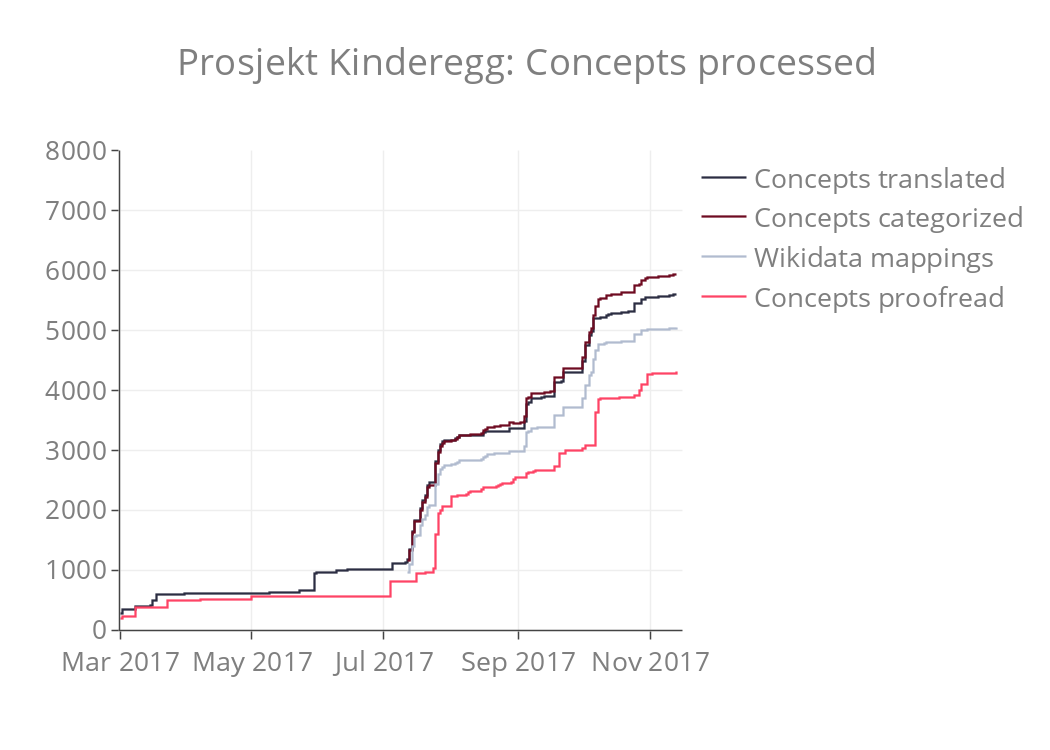 Prosjekt Kinderegg: Concepts processed
8000
7000
6000
5000
4000
3000
2000
1000
0
Mar 2017 May 2017 Jul 2017 Sep 2017 Nov 2017
Concepts translated
Concepts categorized
Wikidata mappings
Concepts proofread